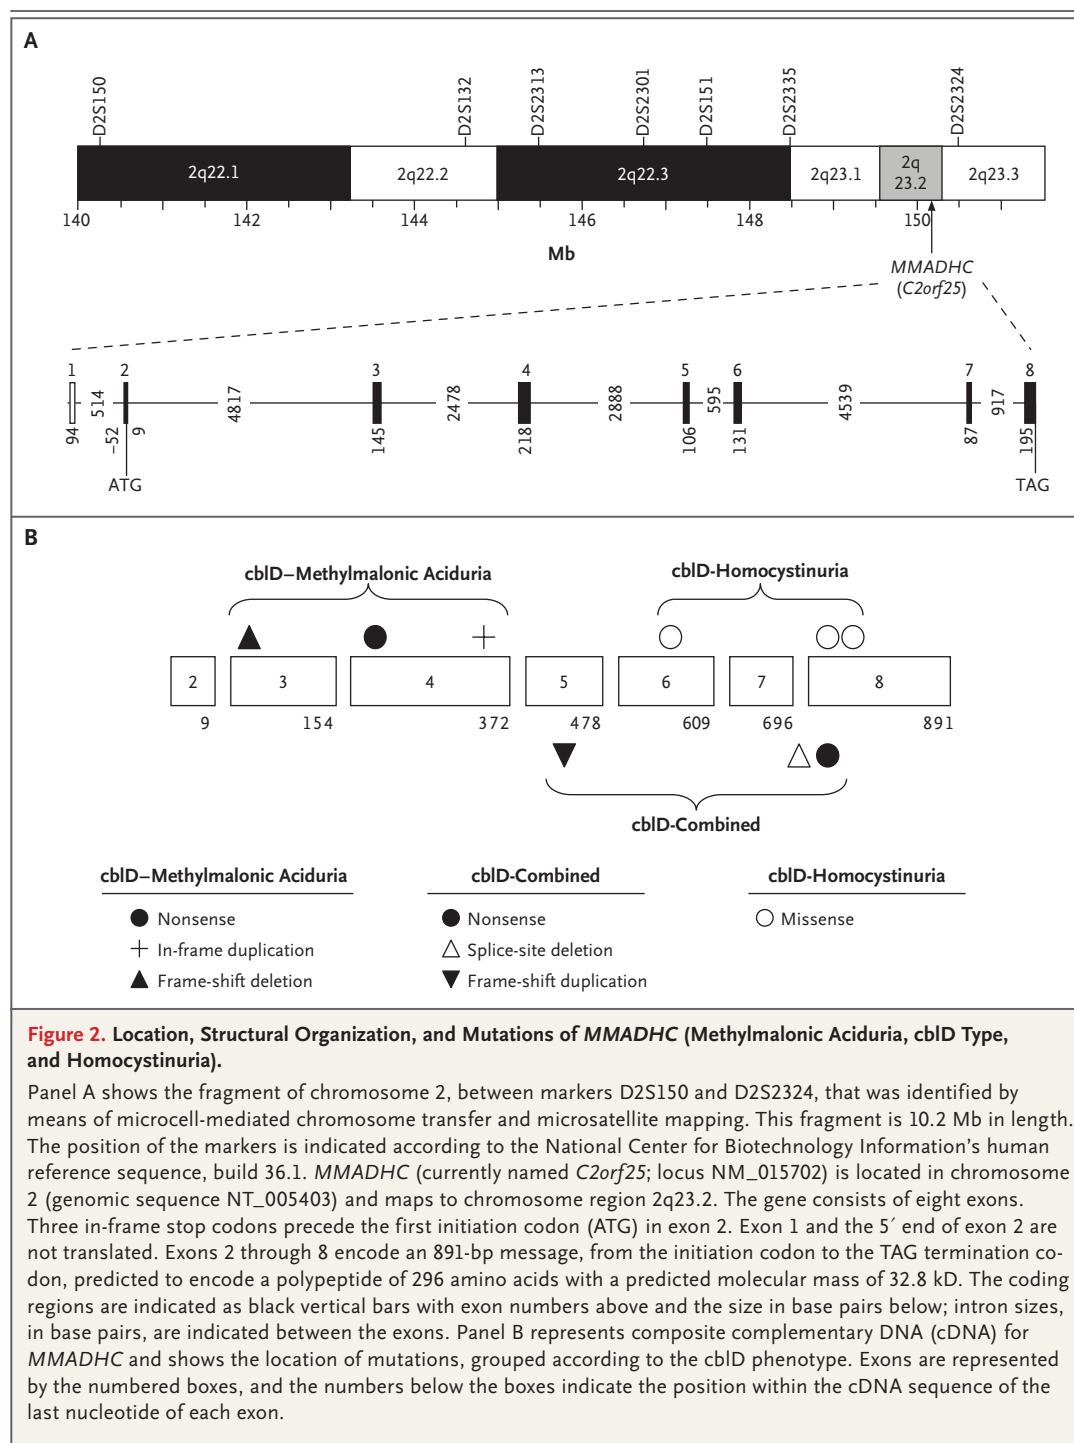 A
D2S150
D2S132
D2S2313
D2S2301
D2S151
D2S2335
D2S2324
2q22.1
2q22.2
2q22.3
2q23.1
2q
23.2
2q23.3
140
142
144
146
148
150
Mb
MMADHC
(C2orf25)
1
2
3
4
5
6
7
8
514
4817
2478
2888
595
4539
917
94
–52
9
145
218
106
131
87
195
ATG
TAG
B
cblD–Methylmalonic Aciduria
cblD-Homocystinuria
2
3
4
5
6
7
8
9
154
372
478
609
696
891
cblD-Combined
cblD–Methylmalonic Aciduria
Nonsense
In-frame duplication
Frame-shift deletion
cblD-Combined
Nonsense
Splice-site deletion
Frame-shift duplication
cblD-Homocystinuria
Missense
Figure 2. Location, Structural Organization, and Mutations of MMADHC (Methylmalonic Aciduria, cblD Type,
and Homocystinuria).
Panel A shows the fragment of chromosome 2, between markers D2S150 and D2S2324, that was identified by
means of microcell-mediated chromosome transfer and microsatellite mapping. This fragment is 10.2 Mb in length.
The position of the markers is indicated according to the National Center for Biotechnology Information's human
reference sequence, build 36.1. MMADHC (currently named C2orf25; locus NM_015702) is located in chromosome
2 (genomic sequence NT_005403) and maps to chromosome region 2q23.2. The gene consists of eight exons.
Three in-frame stop codons precede the first initiation codon (ATG) in exon 2. Exon 1 and the 5′ end of exon 2 are
not translated. Exons 2 through 8 encode an 891-bp message, from the initiation codon to the TAG termination co-
don, predicted to encode a polypeptide of 296 amino acids with a predicted molecular mass of 32.8 kD. The coding
regions are indicated as black vertical bars with exon numbers above and the size in base pairs below; intron sizes,
in base pairs, are indicated between the exons. Panel B represents composite complementary DNA (cDNA) for
MMADHC and shows the location of mutations, grouped according to the cblD phenotype. Exons are represented
by the numbered boxes, and the numbers below the boxes indicate the position within the cDNA sequence of the
last nucleotide of each exon.